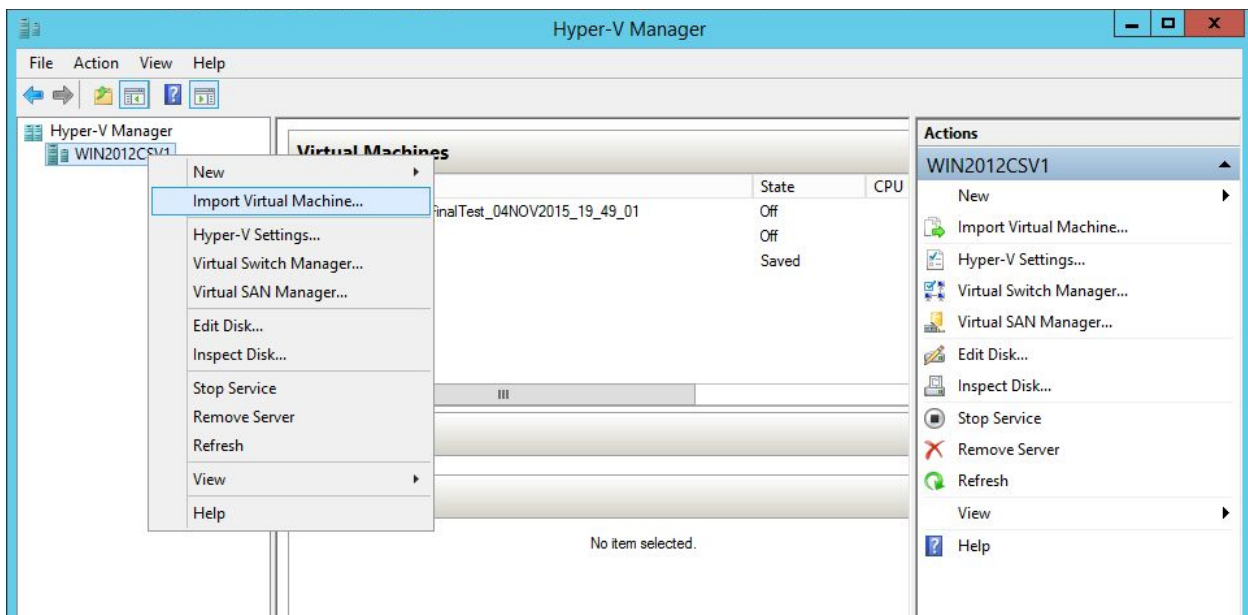 Hyper-V Manager
File Action View Help
Hyper-V Manager
WIN2012CSV1
New
Import Virtual Machine...
Hyper-V Settings...
Virtual Switch Manager...
Virtual SAN Manager...
Edit Disk...
Inspect Disk...
Stop Service
Remove Server
Refresh
View
Help
Virtual Machines
State CPU
FinalTest_04NOV2015_19_49_01 Off
Off
Saved
No item selected.
Actions
WIN2012CSV1
New
Import Virtual Machine...
Hyper-V Settings...
Virtual Switch Manager...
Virtual SAN Manager...
Edit Disk...
Inspect Disk...
Stop Service
Remove Server
Refresh
View
Help